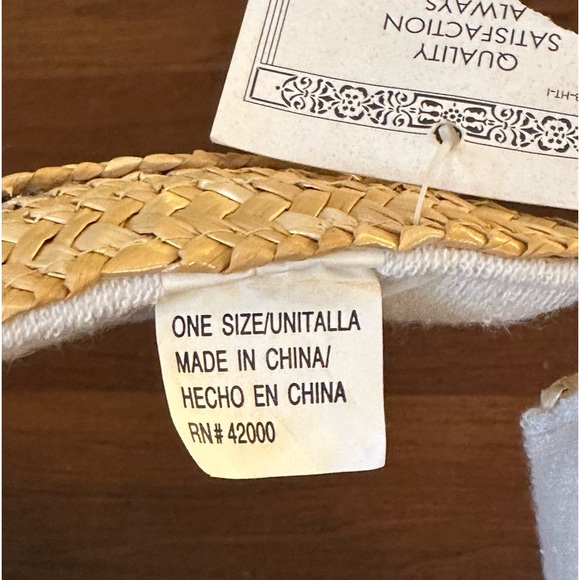 QUALITY
SATISFACTION
ALWAYS
ONE SIZE/UNITALLA
MADE IN CHINA/
HECHO EN CHINA
RN# 42000